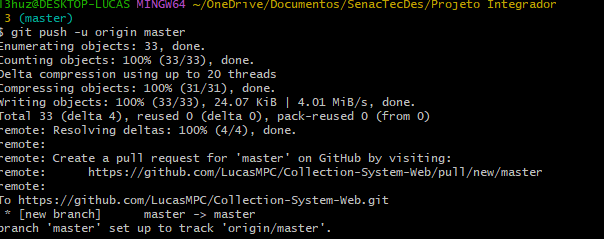 l3huz@DESKTOP-LUCAS MINGW64 ~/OneDrive/Documentos/SenacTecDes/Projeto Integrador
 3 (master)
$ git push -u origin master
Enumerating objects: 33, done.
Counting objects: 100% (33/33), done.
Delta compression using up to 20 threads
Compressing objects: 100% (31/31), done.
Writing objects: 100% (33/33), 24.07 KiB | 4.01 MiB/s, done.
Total 33 (delta 4), reused 0 (delta 0), pack-reused 0 (from 0)
remote: Resolving deltas: 100% (4/4), done.
remote:
remote: Create a pull request for 'master' on GitHub by visiting:
remote:      https://github.com/LucasMPC/Collection-System-Web/pull/new/master
remote:
To https://github.com/LucasMPC/Collection-System-Web.git
 * [new branch]      master -> master
branch 'master' set up to track 'origin/master'.